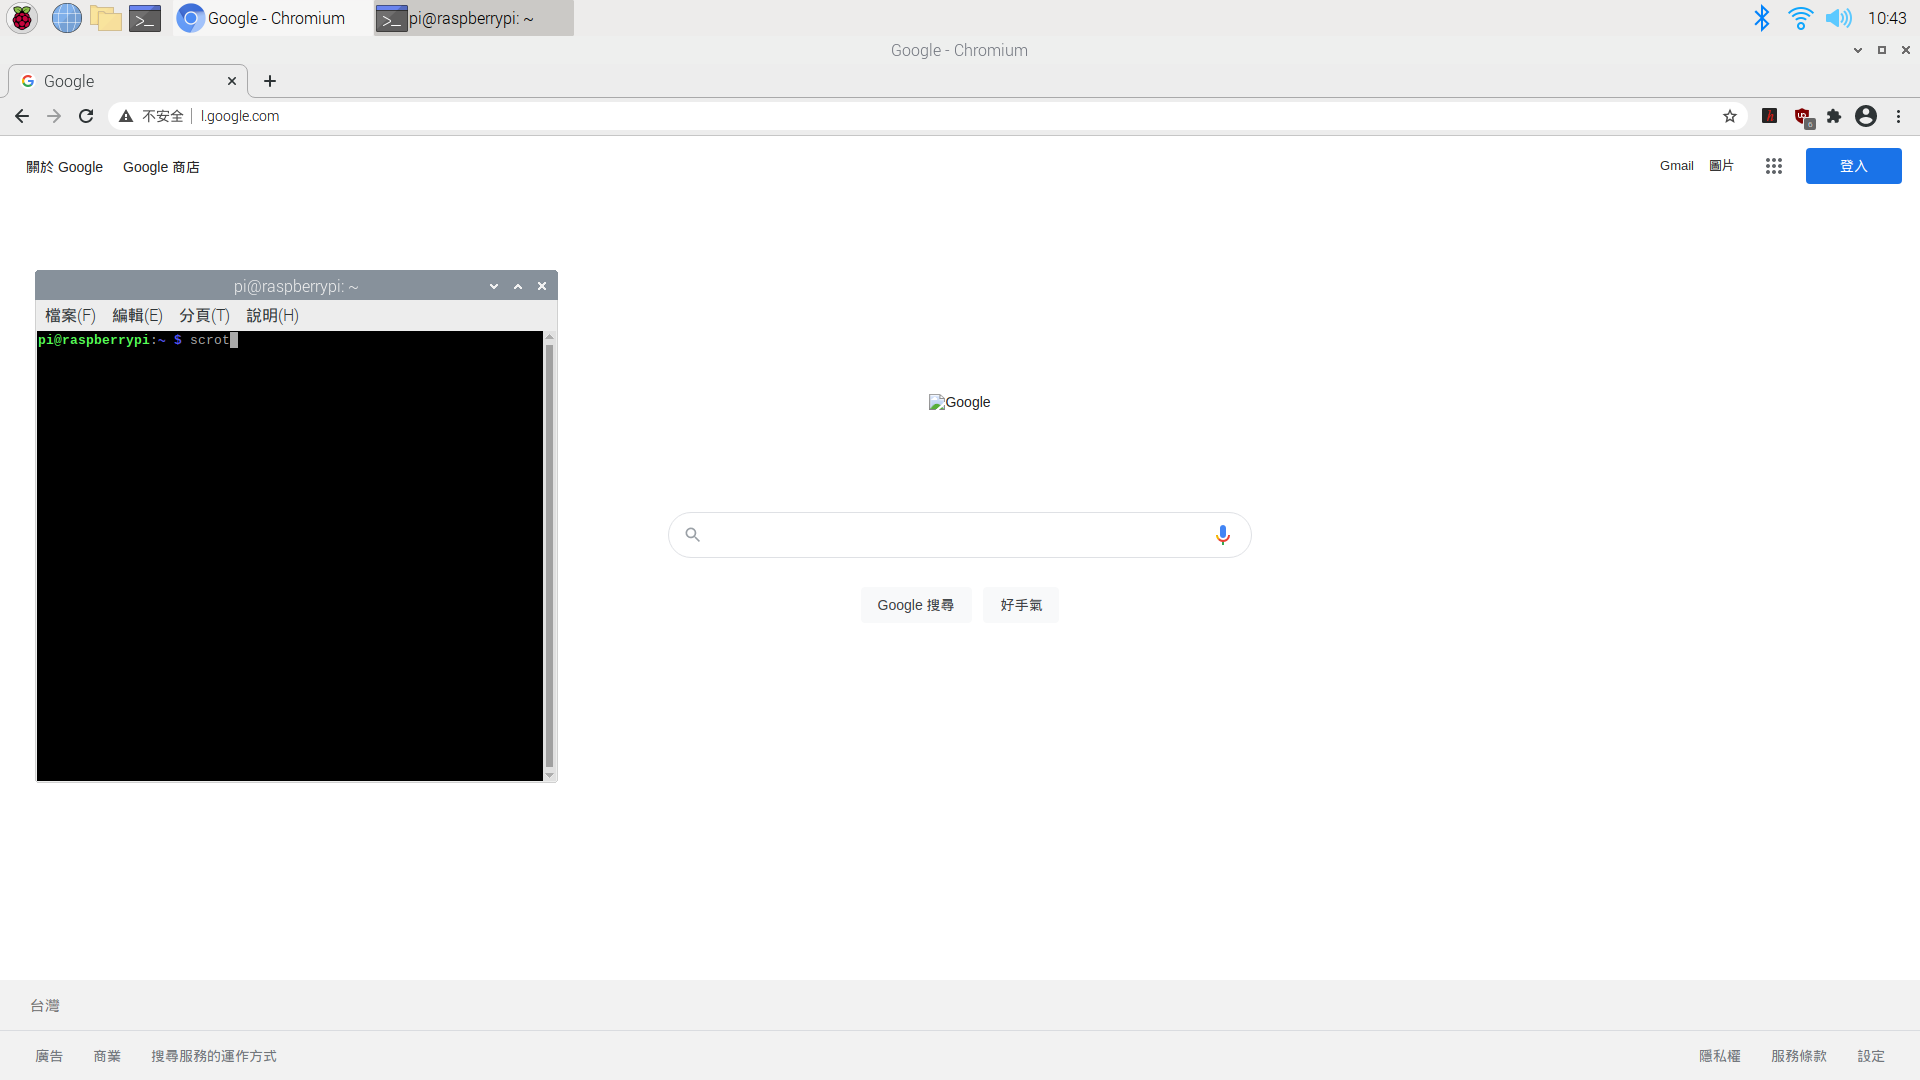 Google - Chromium
pi@raspberrypi: ~
10:43
Google - Chromium
Google
不安全 l.google.com
關於 Google Google 商店
Gmail 圖片 登入
pi@raspberrypi: ~
檔案(F) 編輯(E) 分頁(T) 說明(H)
pi@raspberrypi:~ $ scrot
Google
Google 搜尋 好手氣
台灣
廣告 商業 搜尋服務的運作方式
隱私權 服務條款 設定